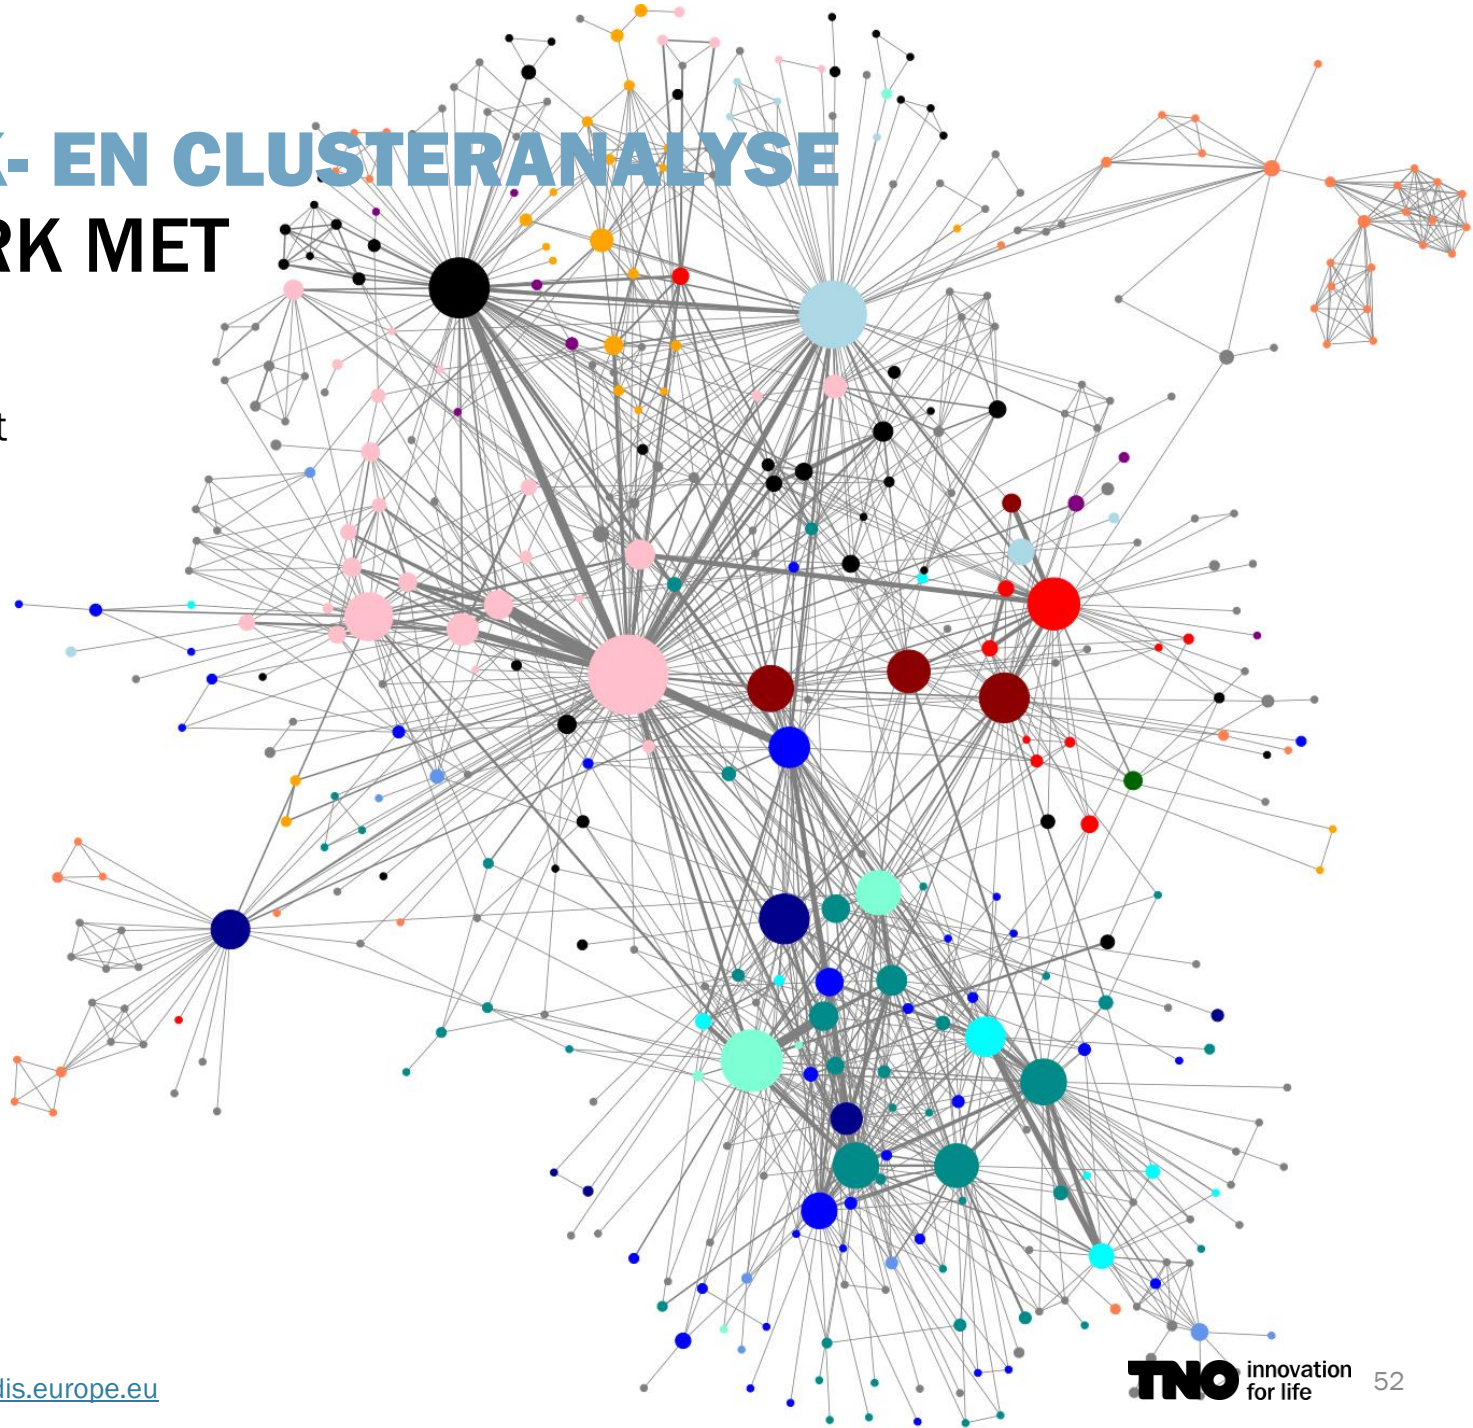 - EN CLUSTERANALYSE
RK MET
t
dis.europe.eu
TNO innovation
for life
52